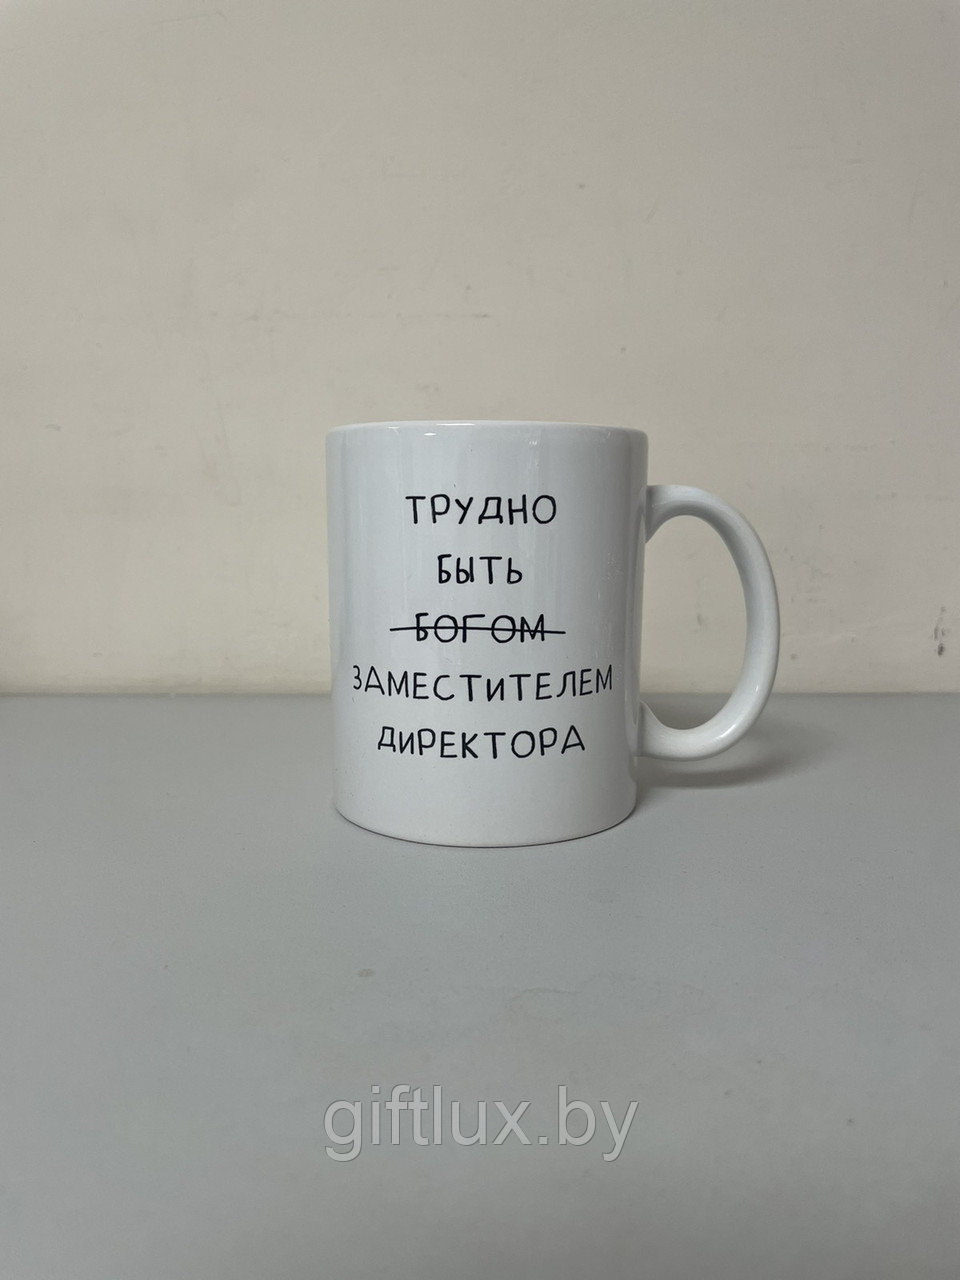 ТРУДНО
БЫТЬ
БОГОМ
ЗАМЕСТИТЕЛЕМ
ДИРЕКТОРА
giftlux.by